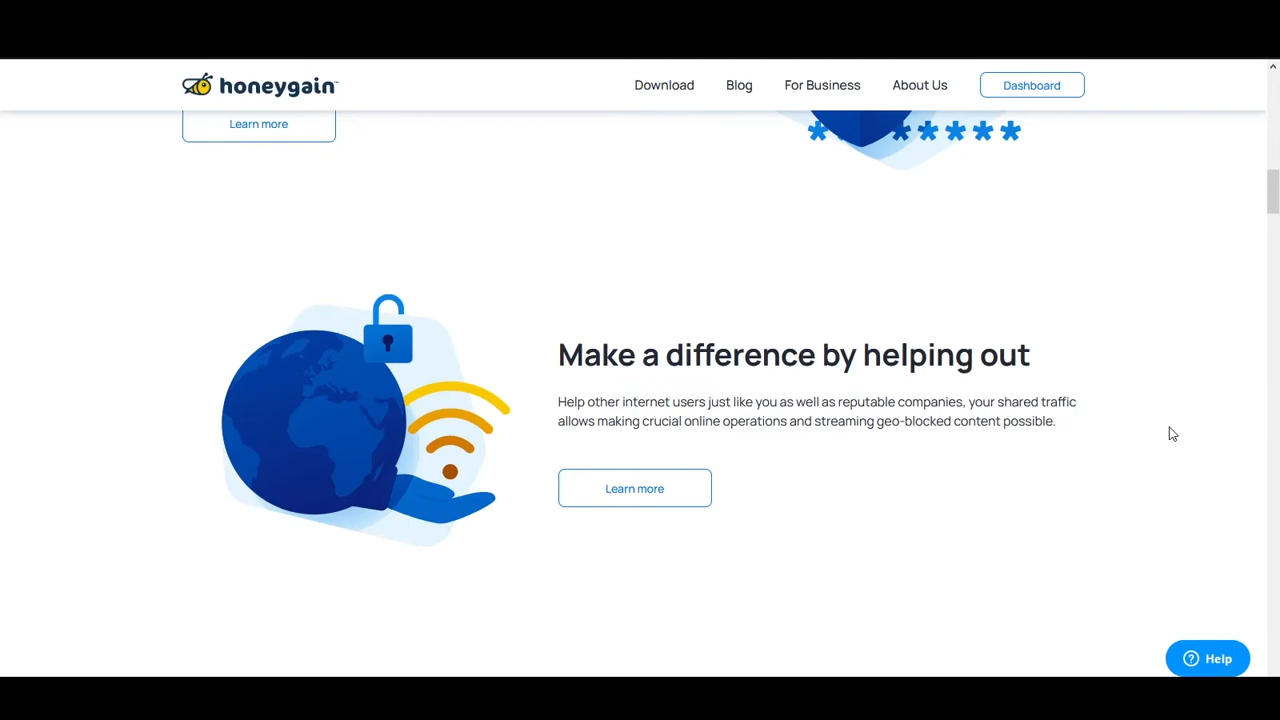 honeygain™
Download
Blog
For Business
About Us
Dashboard
Learn more
Make a difference by helping out
Help other internet users just like you as well as reputable companies, your shared traffic
allows making crucial online operations and streaming geo-blocked content possible.
Learn more
Help